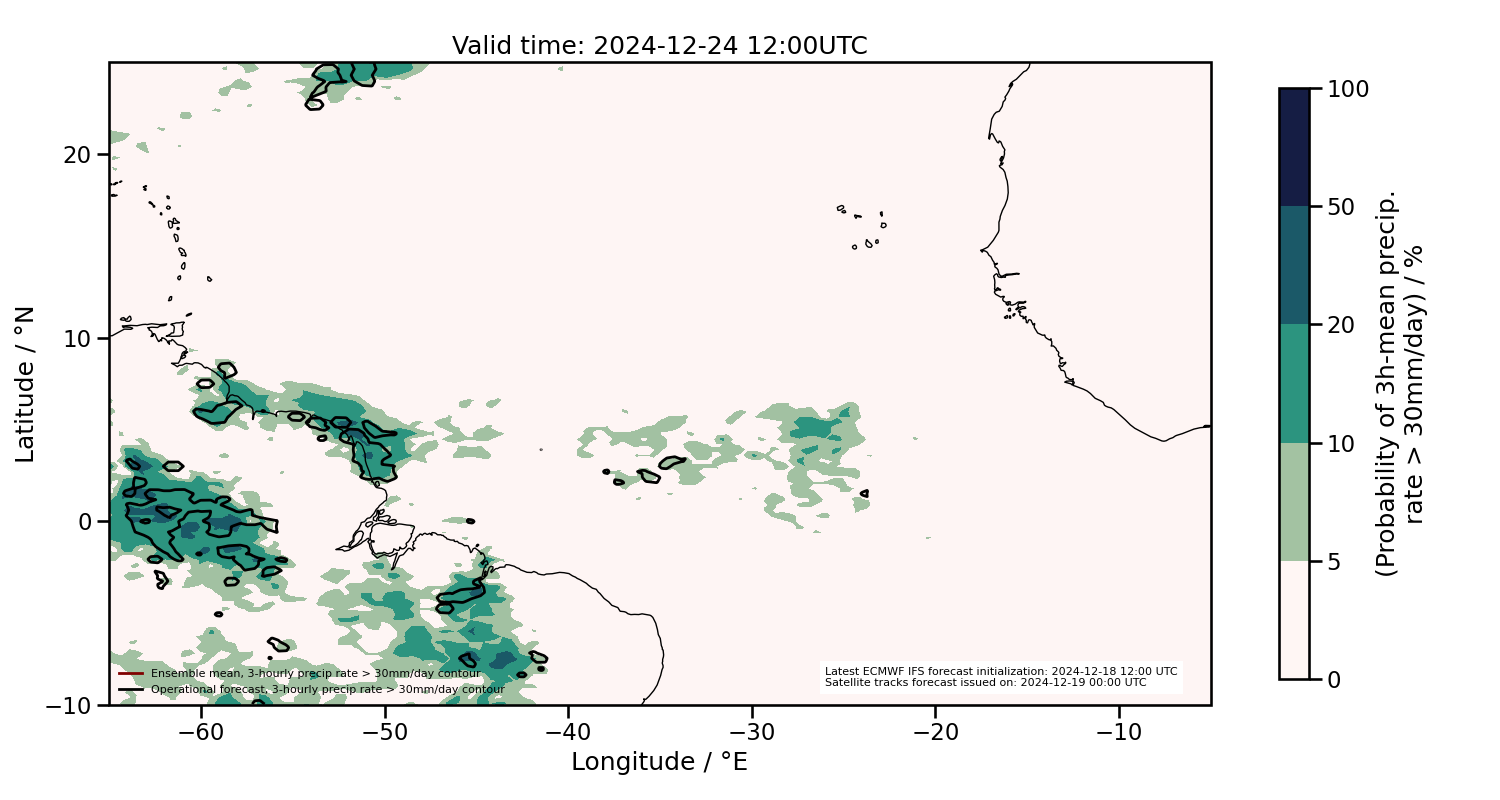 Valid time: 2024-12-24 12:00UTC
Latitude / °N
20
10
0
−10
−60
−50
−40
−30
−20
−10
Longitude / °E
Ensemble mean, 3-hourly precip rate > 30mm/day contour
Operational forecast, 3-hourly precip rate > 30mm/day contour
Latest ECMWF IFS forecast initialization: 2024-12-18 12:00 UTC
Satellite tracks forecast issued on: 2024-12-19 00:00 UTC
100
50
20
10
5
0
(Probability of 3h-mean precip.
rate > 30mm/day) / %